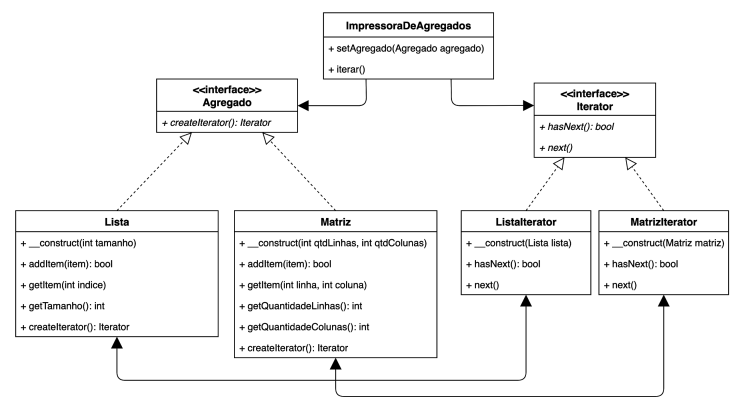 ImpressoraDeAgregados
+ setAgregado(Agregado agregado)
+ iterar()
<<interface>>
Agregado
+ createIterator(): Iterator
<<interface>>
Iterator
+ hasNext(): bool
+ next()
Lista
+ __construct(int tamanho)
+ addItem(item): bool
+ getItem(int indice)
+ getTamanho(): int
+ createIterator(): Iterator
Matriz
+ __construct(int qtdLinhas, int qtdColunas)
+ addItem(item): bool
+ getItem(int linha, int coluna)
+ getQuantidadeLinhas(): int
+ getQuantidadeColunas(): int
+ createIterator(): Iterator
ListaIterator
+ __construct(Lista lista)
+ hasNext(): bool
+ next()
MatrizIterator
+ __construct(Matriz matriz)
+ hasNext(): bool
+ next()